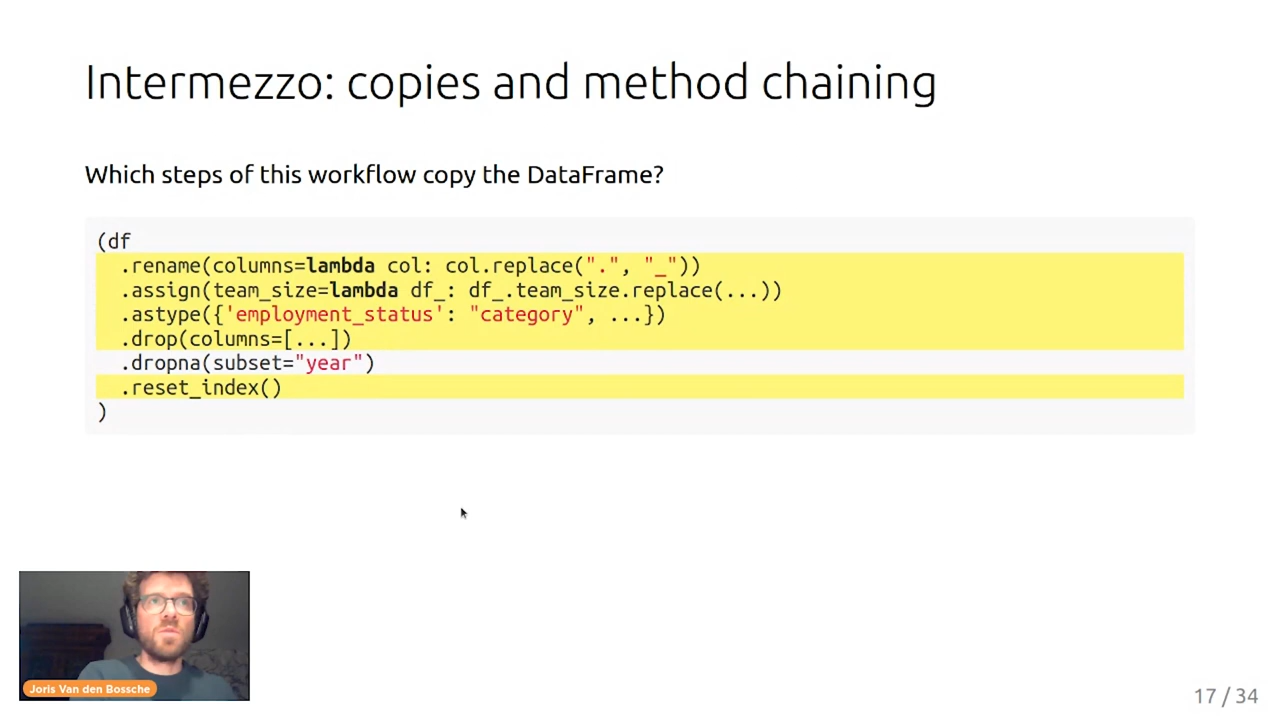 Intermezzo: copies and method chaining
Which steps of this workflow copy the DataFrame?
(df
.rename(columns=lambda col: col.replace(".", "_"))
.assign(team_size=lambda df_: df_.team_size.replace(...))
.astype({'employment_status': "category", ...})
.drop(columns=[...])
.dropna(subset="year")
.reset_index()
)
Joris Van den Bossche
17 / 34